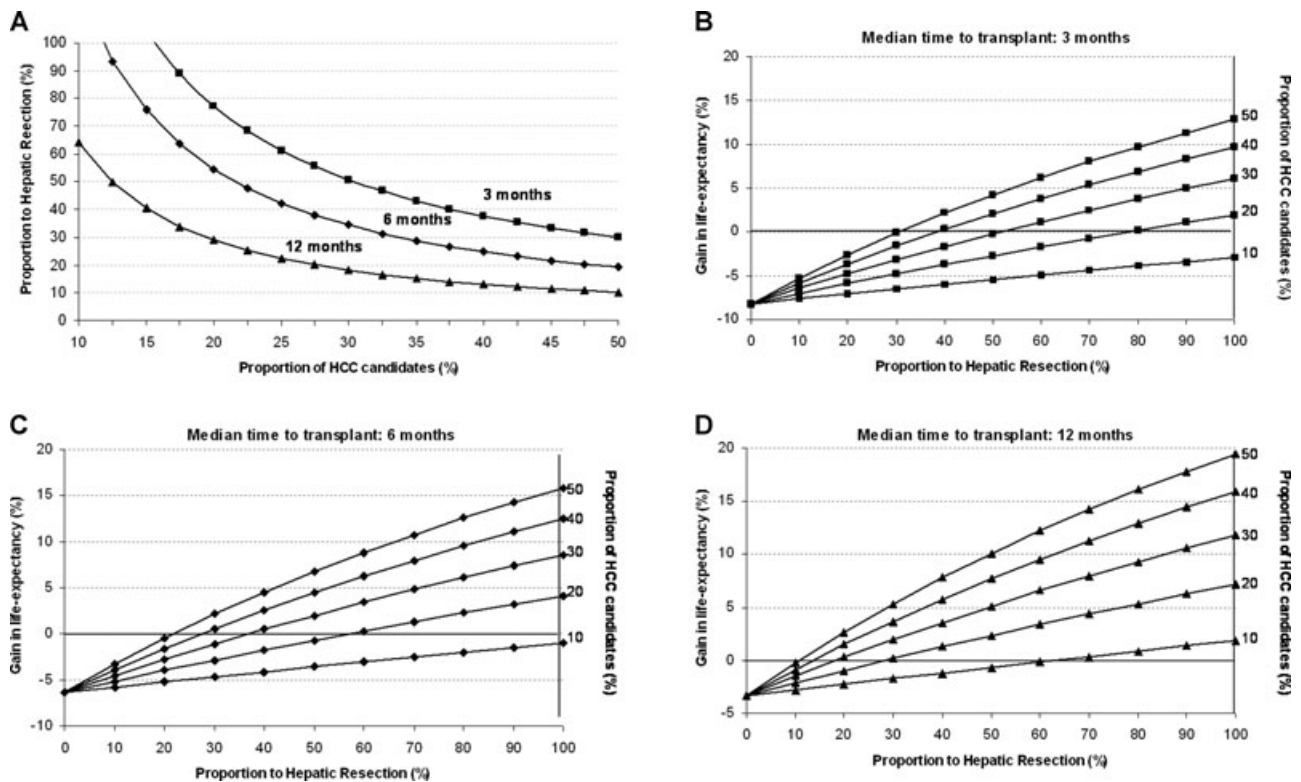 A
100
90
80
70
60
50
40
30
20
10
0
Proportion to Hepatic Reection (%)
3 months
6 months
12 months
10
15
20
25
30
35
40
45
50
Proportion of HCC candidates (%)
B
Median time to transplant: 3 months
20
15
10
5
0
-5
-10
Gain in life-expectancy (%)
50
40
30
20
10
Proportion of HCC candidates (%)
0 10 20 30 40 50 60 70 80 90 100
Proportion to Hepatic Resection (%)
C
Median time to transplant: 6 months
20
15
10
5
0
-5
-10
Gain in life-expectancy (%)
50
40
30
20
10
Proportion of HCC candidates (%)
0 10 20 30 40 50 60 70 80 90 100
Proportion to Hepatic Resection (%)
D
Median time to transplant: 12 months
20
15
10
5
0
-5
Gain in life-expectancy (%)
50
40
30
20
10
Proportion of HCC candidates (%)
0 10 20 30 40 50 60 70 80 90 100
Proportion to Hepatic Resection (%)